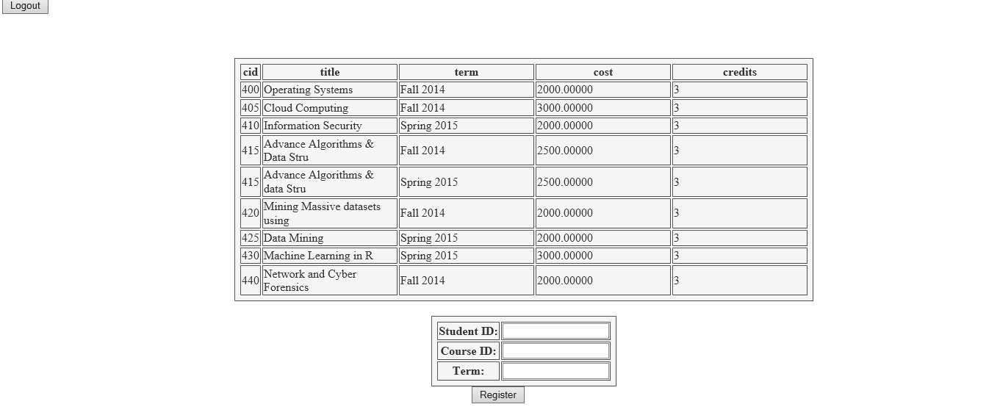 Logout
cid title term cost credits
400 Operating Systems Fall 2014 2000.00000 3
405 Cloud Computing Fall 2014 3000.00000 3
410 Information Security Spring 2015 2000.00000 3
415 Advance Algorithms &
Data Stru Fall 2014 2500.00000 3
415 Advance Algorithms &
data Stru Spring 2015 2500.00000 3
420 Mining Massive datasets
using Fall 2014 2000.00000 3
425 Data Mining Spring 2015 2000.00000 3
430 Machine Learning in R Spring 2015 3000.00000 3
440 Network and Cyber
Forensics Fall 2014 2000.00000 3
Student ID:
Course ID:
Term:
Register